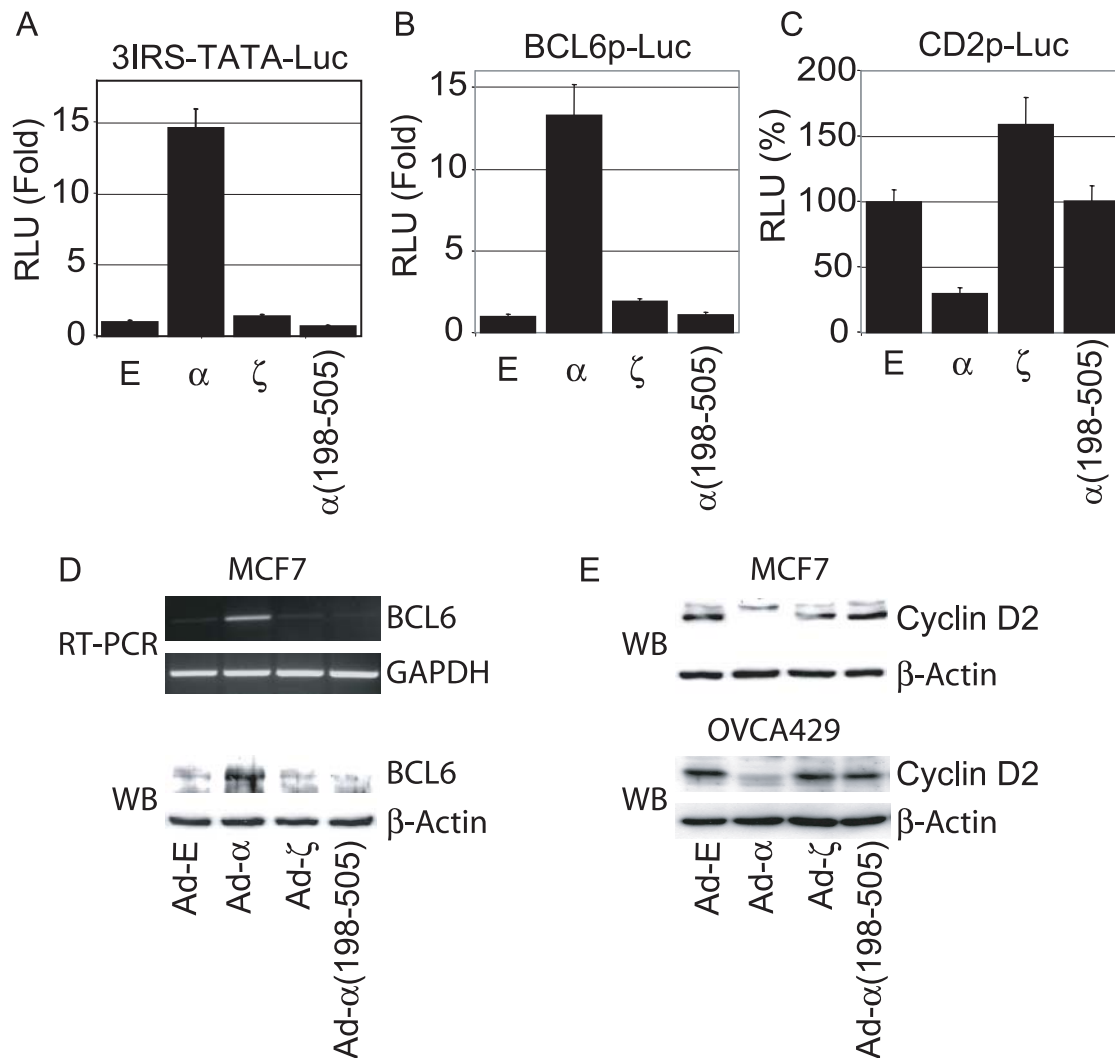 A
3IRS-TATA-Luc
RLU (Fold)
15
10
5
0
E
α
ζ
α(198-505)
B
BCL6p-Luc
RLU (Fold)
15
10
5
0
E
α
ζ
α(198-505)
C
CD2p-Luc
RLU (%)
200
150
100
50
0
E
α
ζ
α(198-505)
D
MCF7
RT-PCR
BCL6
GAPDH
WB
BCL6
β-Actin
Ad-E
Ad-α
Ad-ζ
Ad-α(198-505)
E
MCF7
WB
Cyclin D2
β-Actin
OVCA429
WB
Cyclin D2
β-Actin
Ad-E
Ad-α
Ad-ζ
Ad-α(198-505)